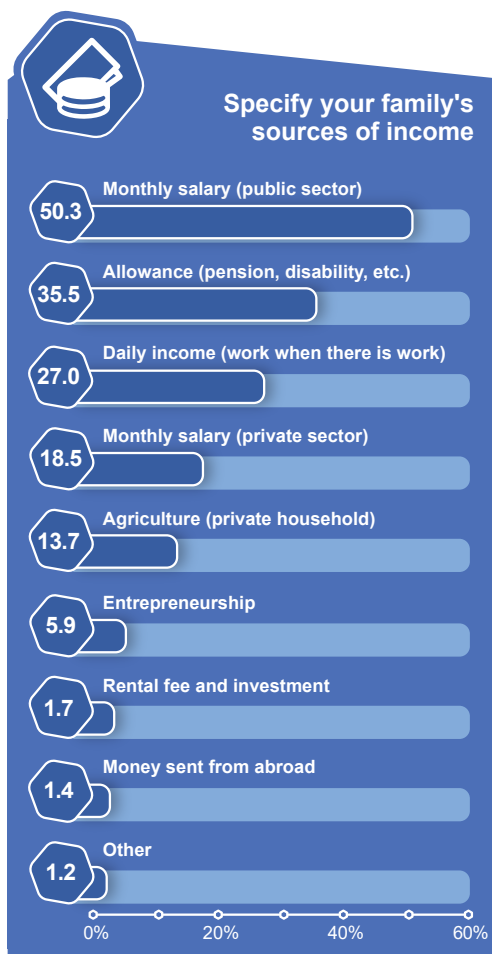 Specify your family's
sources of income
Monthly salary (public sector)
50.3
Allowance (pension, disability, etc.)
35.5
Daily income (work when there is work)
27.0
Monthly salary (private sector)
18.5
Agriculture (private household)
13.7
Entrepreneurship
5.9
Rental fee and investment
1.7
Money sent from abroad
1.4
Other
1.2
0% 20% 40% 60%